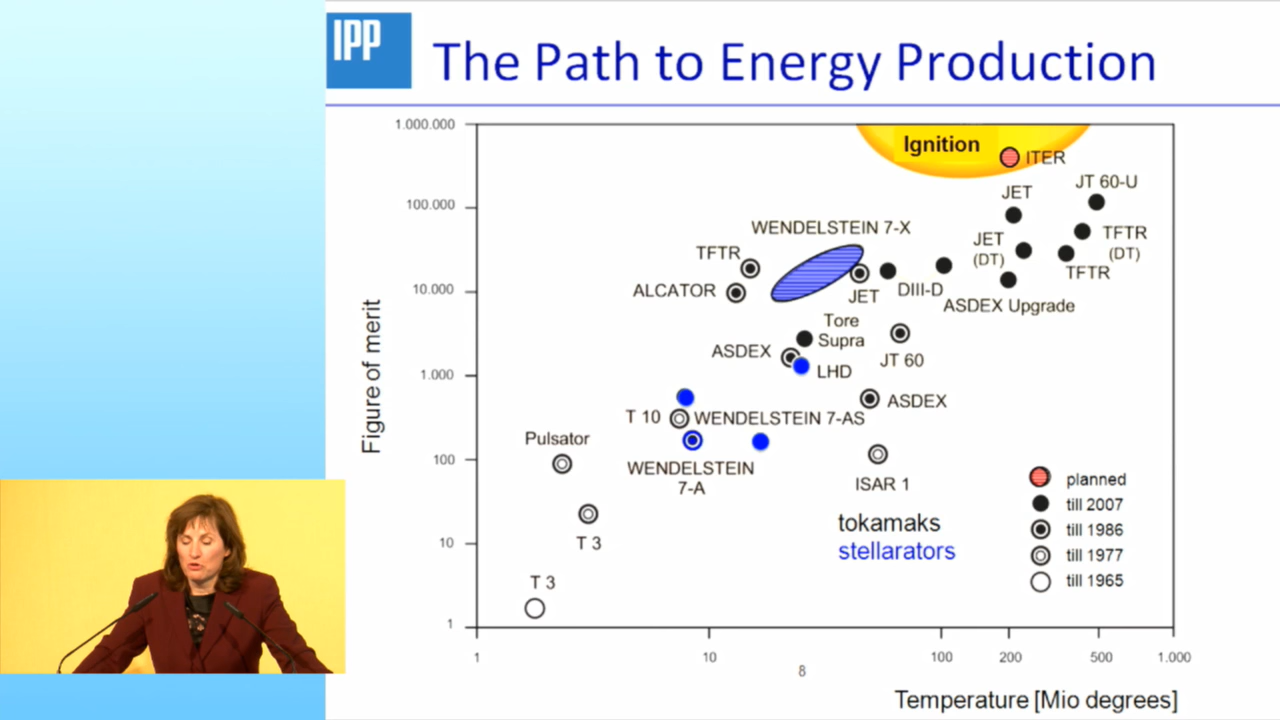 IPP
The Path to Energy Production
1.000.000
100.000
10.000
1.000
100
10
1
Figure of merit
Ignition
ITER
JT 60-U
JET
WENDELSTEIN 7-X
TFTR
(DT)
JET
(DT)
TFTR
TFTR
ALCATOR
JET
DIII-D
ASDEX Upgrade
Tore
Supra
ASDEX
JT 60
LHD
ASDEX
T 10
WENDELSTEIN 7-AS
Pulsator
WENDELSTEIN
7-A
ISAR 1
T 3
T 3
tokamaks
stellarators
planned
till 2007
till 1986
till 1977
till 1965
1
10
100
200
500
1.000
8
Temperature [Mio degrees]